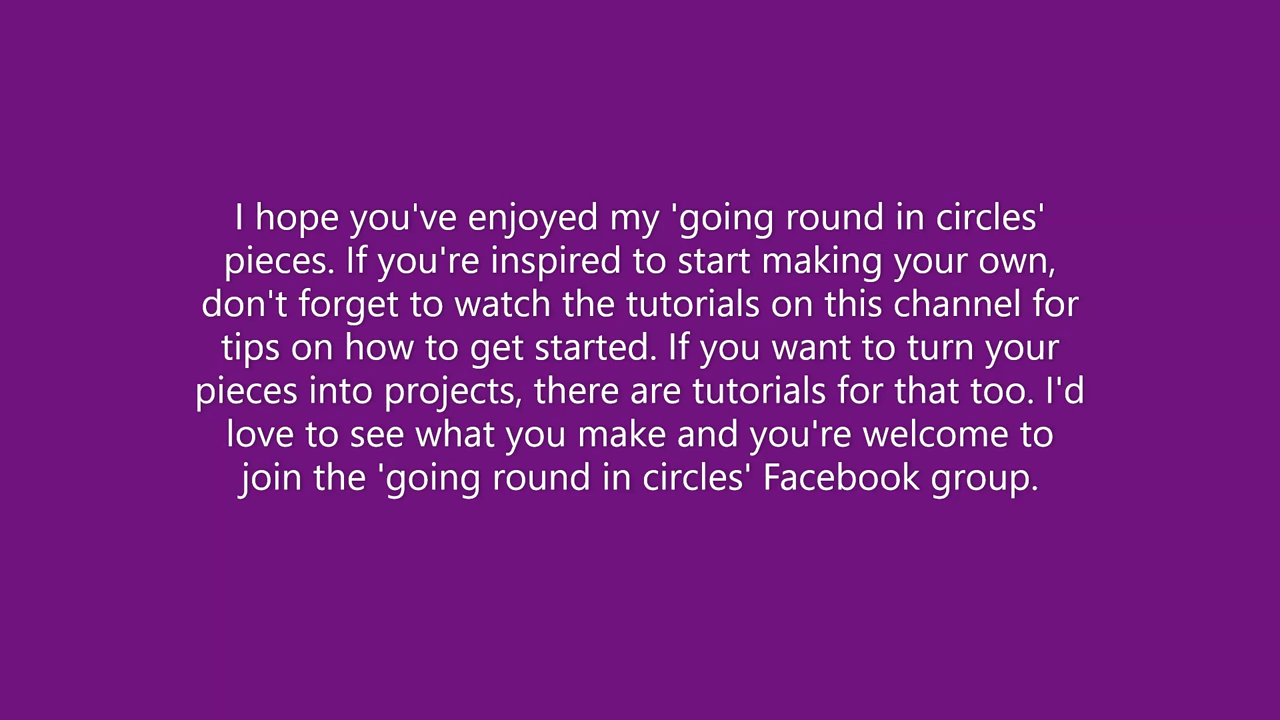 I hope you've enjoyed my 'going round in circles'
pieces. If you're inspired to start making your own,
don't forget to watch the tutorials on this channel for
tips on how to get started. If you want to turn your
pieces into projects, there are tutorials for that too. I'd
love to see what you make and you're welcome to
join the 'going round in circles' Facebook group.